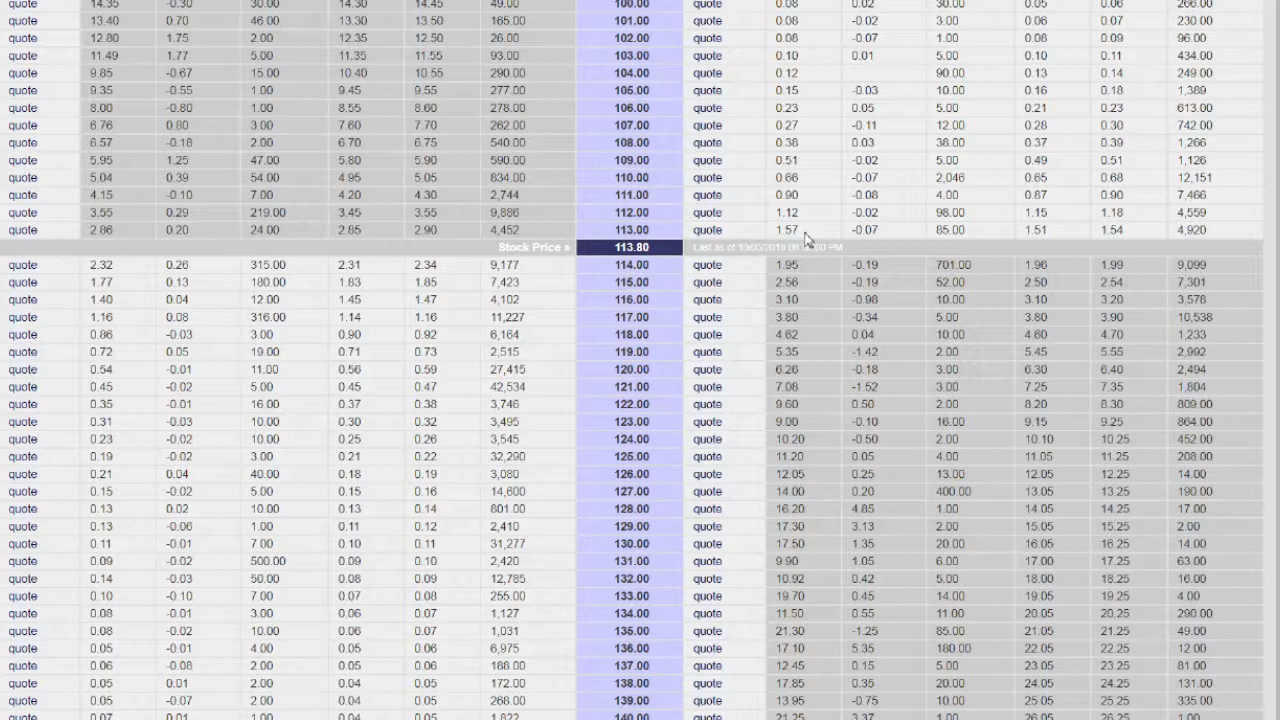 14.35 -0.30 30.00 14.30 14.45 49.00 100.00 quote 0.08 0.02 30.00 0.05 0.06 266.00
quote 13.40 0.70 46.00 13.30 13.50 165.00 101.00 quote 0.08 -0.02 3.00 0.06 0.07 230.00
quote 12.80 1.75 2.00 12.35 12.50 26.00 102.00 quote 0.08 -0.07 1.00 0.08 0.09 96.00
quote 11.49 1.77 5.00 11.35 11.55 93.00 103.00 quote 0.10 0.01 5.00 0.10 0.11 434.00
quote 9.85 -0.67 15.00 10.40 10.55 290.00 104.00 quote 0.12 90.00 0.13 0.14 249.00
quote 9.35 -0.55 1.00 9.45 9.55 277.00 105.00 quote 0.15 -0.03 10.00 0.16 0.18 1,389
quote 8.00 -0.80 1.00 8.55 8.60 278.00 106.00 quote 0.23 0.05 5.00 0.21 0.23 613.00
quote 6.76 0.80 3.00 7.60 7.70 262.00 107.00 quote 0.27 -0.11 12.00 0.28 0.30 742.00
quote 6.57 -0.18 2.00 6.70 6.75 540.00 108.00 quote 0.38 0.03 38.00 0.37 0.39 1,266
quote 5.95 1.25 47.00 5.80 5.90 590.00 109.00 quote 0.51 -0.02 5.00 0.49 0.51 1,126
quote 5.04 0.39 54.00 4.95 5.05 834.00 110.00 quote 0.66 -0.07 2,046 0.65 0.68 12,151
quote 4.15 -0.10 7.00 4.20 4.30 2,744 111.00 quote 0.90 -0.08 4.00 0.87 0.90 7,466
quote 3.55 0.29 219.00 3.45 3.55 9,886 112.00 quote 1.12 -0.02 98.00 1.15 1.18 4,559
quote 2.86 0.20 24.00 2.85 2.90 4,452 113.00 quote 1.57 -0.07 85.00 1.51 1.54 4,920
Stock Price » 113.80 Last as of 10/05/2018 PM
quote 2.32 0.26 315.00 2.31 2.34 9,177 114.00 quote 1.95 -0.19 701.00 1.96 1.99 9,099
quote 1.77 0.13 180.00 1.83 1.85 7,423 115.00 quote 2.56 -0.19 52.00 2.50 2.54 7,301
quote 1.40 0.04 12.00 1.45 1.47 4,102 116.00 quote 3.10 -0.98 10.00 3.10 3.20 3,578
quote 1.16 0.08 316.00 1.14 1.16 11,227 117.00 quote 3.80 -0.34 5.00 3.80 3.90 10,538
quote 0.86 -0.03 3.00 0.90 0.92 6,164 118.00 quote 4.62 0.04 10.00 4.60 4.70 1,233
quote 0.72 0.05 19.00 0.71 0.73 2,515 119.00 quote 5.35 -1.42 2.00 5.45 5.55 2,992
quote 0.54 -0.01 11.00 0.56 0.59 27,415 120.00 quote 6.26 -0.18 3.00 6.30 6.40 2,494
quote 0.45 -0.02 5.00 0.45 0.47 42,534 121.00 quote 7.08 -1.52 3.00 7.25 7.35 1,804
quote 0.35 -0.01 16.00 0.37 0.38 3,746 122.00 quote 9.60 0.50 2.00 8.20 8.30 809.00
quote 0.31 -0.03 10.00 0.30 0.32 3,495 123.00 quote 9.00 -0.10 16.00 9.15 9.25 864.00
quote 0.23 -0.02 10.00 0.25 0.26 3,545 124.00 quote 10.20 -0.50 2.00 10.10 10.25 452.00
quote 0.19 -0.02 3.00 0.21 0.22 32,290 125.00 quote 11.20 0.05 4.00 11.05 11.25 208.00
quote 0.21 0.04 40.00 0.18 0.19 3,080 126.00 quote 12.05 0.25 13.00 12.05 12.25 14.00
quote 0.15 -0.02 5.00 0.15 0.16 14,600 127.00 quote 14.00 0.20 400.00 13.05 13.25 190.00
quote 0.13 0.02 10.00 0.13 0.14 801.00 128.00 quote 16.20 4.85 1.00 14.05 14.25 17.00
quote 0.13 -0.06 1.00 0.11 0.12 2,410 129.00 quote 17.30 3.13 2.00 15.05 15.25 2.00
quote 0.11 -0.01 7.00 0.10 0.11 31,277 130.00 quote 17.50 1.35 20.00 16.05 16.25 14.00
quote 0.09 -0.02 500.00 0.09 0.10 2,420 131.00 quote 9.90 1.05 6.00 17.00 17.25 63.00
quote 0.14 -0.03 50.00 0.08 0.09 12,785 132.00 quote 10.92 0.42 5.00 18.00 18.25 16.00
quote 0.10 -0.10 7.00 0.07 0.08 255.00 133.00 quote 19.70 0.45 14.00 19.05 19.25 4.00
quote 0.08 -0.01 3.00 0.06 0.07 1,127 134.00 quote 11.50 0.55 11.00 20.05 20.25 290.00
quote 0.08 -0.02 10.00 0.06 0.07 1,031 135.00 quote 21.30 -1.25 85.00 21.05 21.25 49.00
quote 0.05 -0.01 4.00 0.05 0.06 6,975 136.00 quote 17.10 5.35 180.00 22.05 22.25 12.00
quote 0.06 -0.08 2.00 0.05 0.06 188.00 137.00 quote 12.45 0.15 5.00 23.05 23.25 81.00
quote 0.05 0.01 2.00 0.04 0.05 172.00 138.00 quote 17.85 0.35 20.00 24.05 24.25 131.00
quote 0.05 -0.07 2.00 0.04 0.05 268.00 139.00 quote 13.95 -0.75 10.00 25.05 25.25 335.00
quote 0.07 0.01 1.00 0.04 0.05 1,822 140.00 quote 21.25 3.37 1.00 26.05 26.25